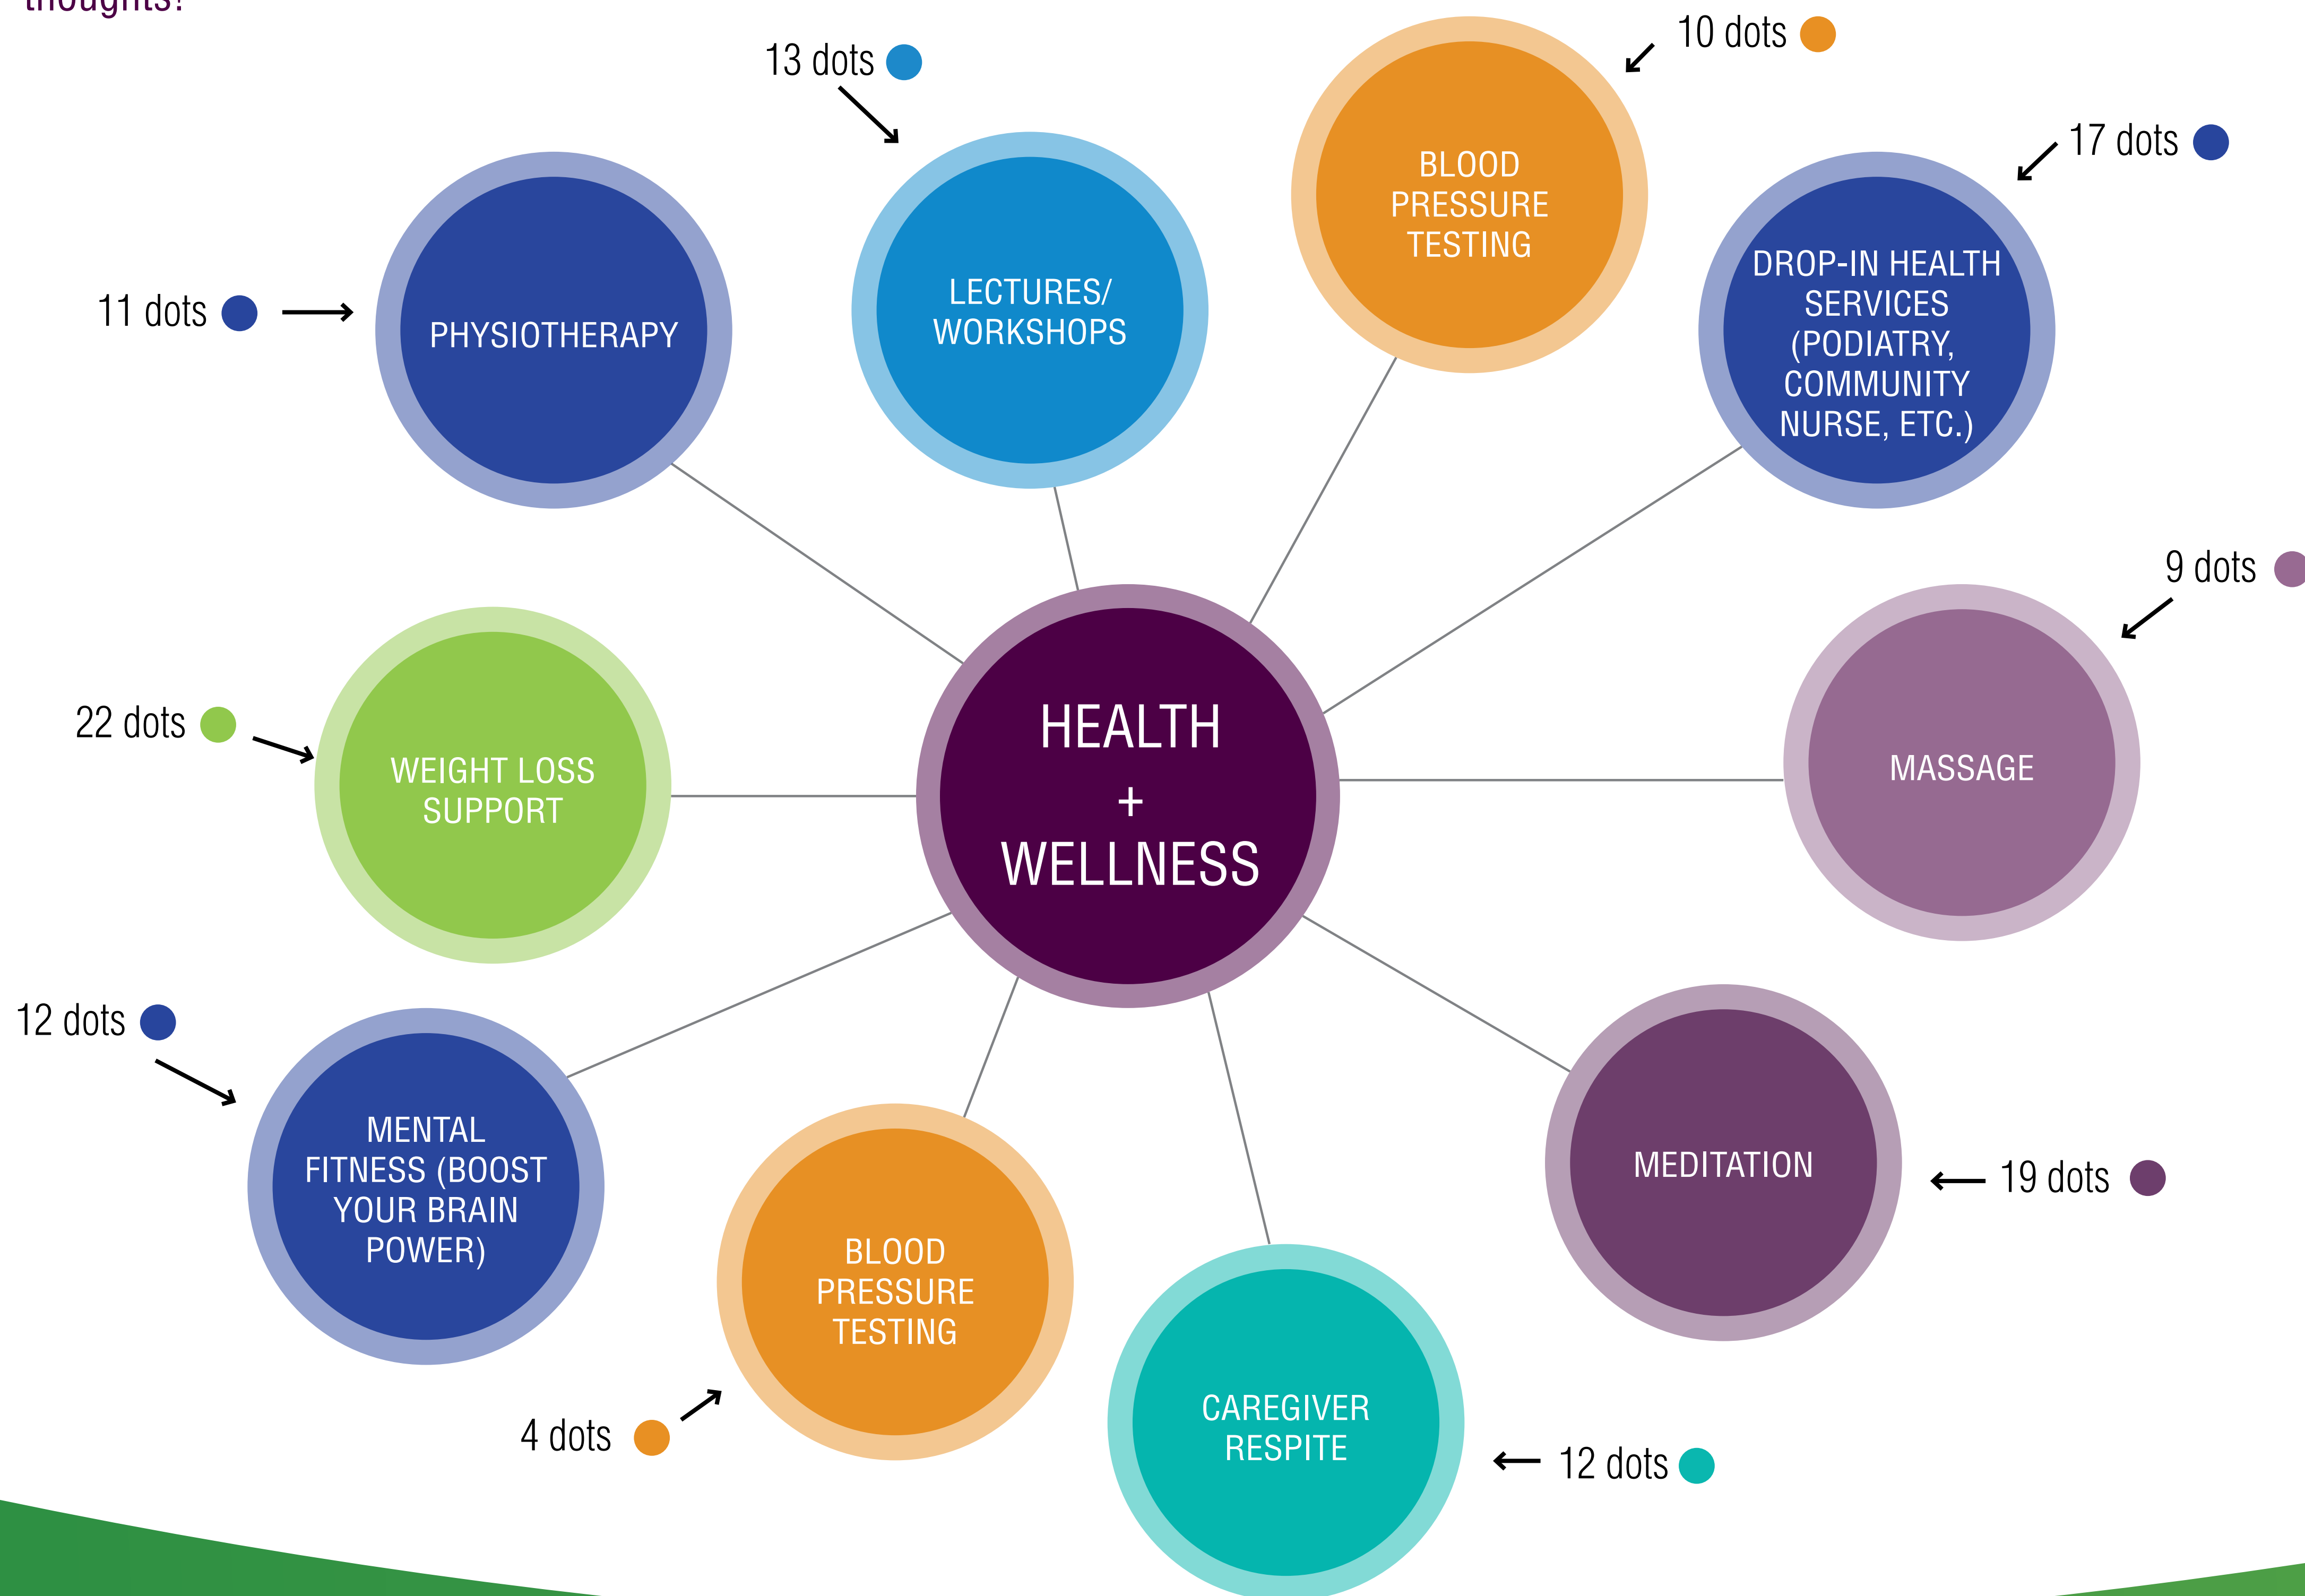 thoughts!
13 dots
10 dots
17 dots
11 dots
PHYSIOTHERAPY
LECTURES/
WORKSHOPS
BLOOD
PRESSURE
TESTING
DROP-IN HEALTH
SERVICES
(PODIATRY,
COMMUNITY
NURSE, ETC.)
9 dots
22 dots
WEIGHT LOSS
SUPPORT
HEALTH
+
WELLNESS
MASSAGE
12 dots
MENTAL
FITNESS (BOOST
YOUR BRAIN
POWER)
BLOOD
PRESSURE
TESTING
4 dots
CAREGIVER
RESPITE
12 dots
MEDITATION
19 dots